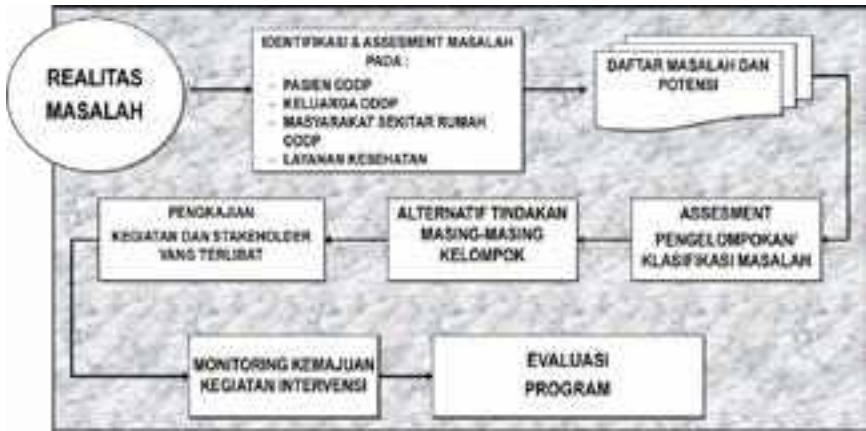 REALITAS
MASALAH
IDENTIFIKASI & ASSESMENT MASALAH
PADA :
- PASIEN ODDP
- KELUARGA ODDP
- MASYARAKAT SEKITAR RUMAH
ODDP
- LAYANAN KESEHATAN
DAFTAR MASALAH DAN
POTENSI
ASSESMENT
PENGELOMPOKAN/
KLASIFIKASI MASALAH
ALTERNATIF TINDAKAN
MASING-MASING
KELOMPOK
PENGKAJIAN
KEGIATAN DAN STAKEHOLDER
YANG TERLIBAT
MONITORING KEMAJUAN
KEGIATAN INTERVENSI
EVALUASI
PROGRAM